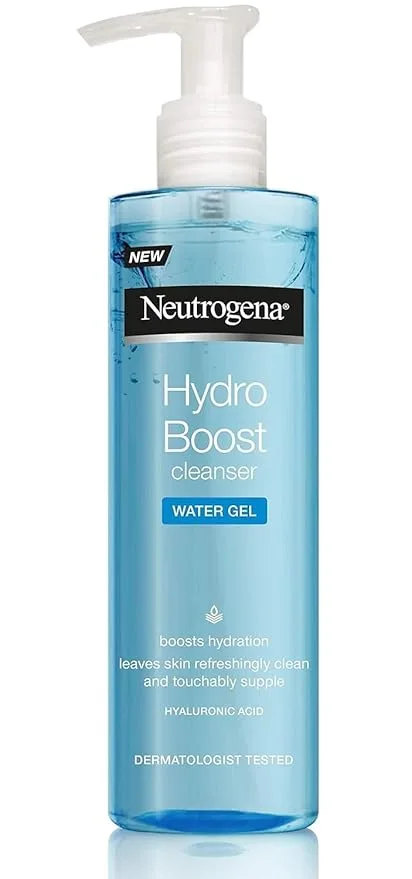 NEW
Neutrogena®
Hydro
Boost
cleanser
WATER GEL
boosts hydration
leaves skin refreshingly clean
and touchably supple
HYALURONIC ACID
DERMATOLOGIST TESTED